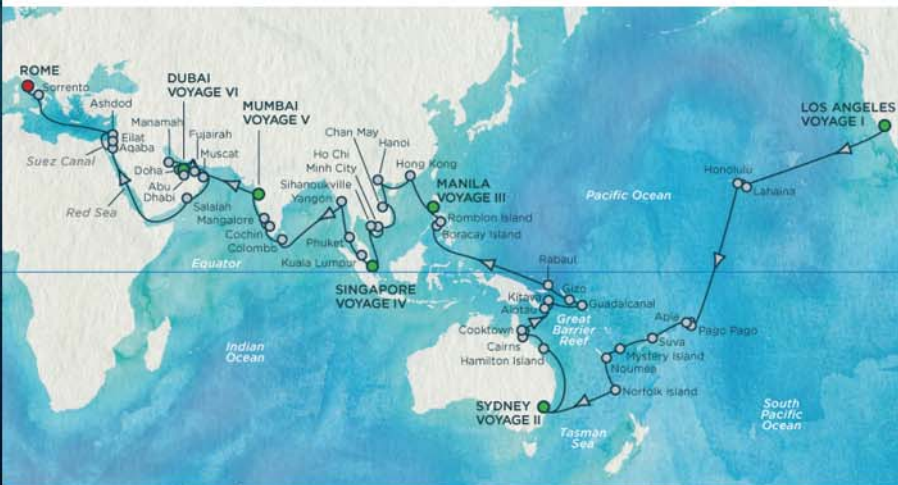 ROME
Sorrento
Ashdod
Eilat
Aqaba
Suez Canal
Red Sea
DUBAI
VOYAGE VI
Manamah
Fujairah
Muscat
Doha
Abu
Dhabi
Salalah
MUMBAI
VOYAGE V
Mangalore
Cochin
Colombo
Chan May
Hanoi
Ho Chi
Minh City
Hong Kong
Sihanoukville
Yangon
Phuket
Kuala Lumpur
MANILA
VOYAGE III
Romblon Island
Boracay Island
SINGAPORE
VOYAGE IV
Equator
Indian
Ocean
Rabaul
Gizo
Kitava
Guadalcanal
Alotau
Great
Barrier
Reef
Cooktown
Cairns
Hamilton Island
SYDNEY
VOYAGE II
Tasman
Sea
Norfolk Island
Noumea
Mystery Island
Suva
Apie
Pago Pago
Pacific Ocean
Honolulu
Lahaina
LOS ANGELES
VOYAGE I
South
Pacific
Ocean